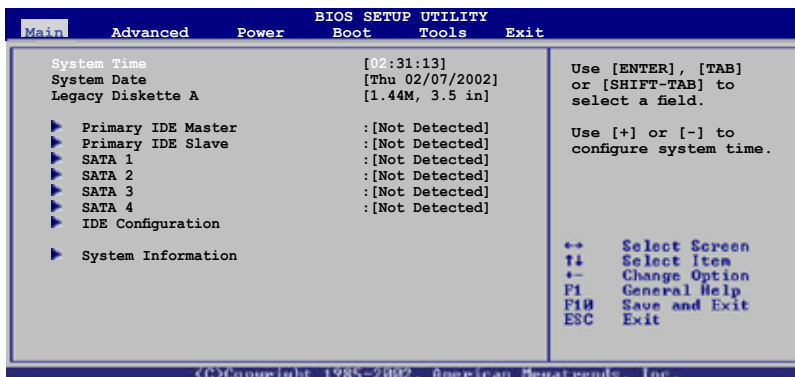 BIOS SETUP UTILITY
Main Advanced Power Boot Tools Exit
System Time [02:31:13]
System Date [Thu 02/07/2002]
Legacy Diskette A [1.44M, 3.5 in]
Primary IDE Master :[Not Detected]
Primary IDE Slave :[Not Detected]
SATA 1 :[Not Detected]
SATA 2 :[Not Detected]
SATA 3 :[Not Detected]
SATA 4 :[Not Detected]
IDE Configuration
System Information
Use [ENTER], [TAB]
or [SHIFT-TAB] to
select a field.
Use [+] or [-] to
configure system time.
↔ Select Screen
↑↓ Select Item
+- Change Option
F1 General Help
F10 Save and Exit
ESC Exit
(C)Copyright 1985-2002, American Megatrends, Inc.